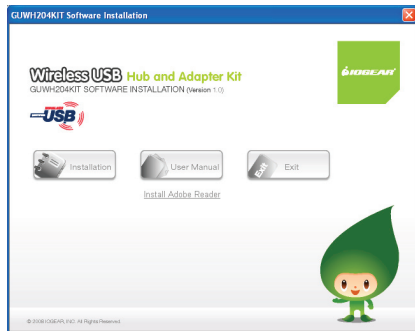 GUWH204KIT Software Installation
IOGEAR
Wireless USB Hub and Adapter Kit
GUWH204KIT SOFTWARE INSTALLATION (Version 1.0)
USB
Installation
User Manual
Exit
Exit
Install Adobe Reader
© 2008 IOGEAR, INC. All Rights Reserved